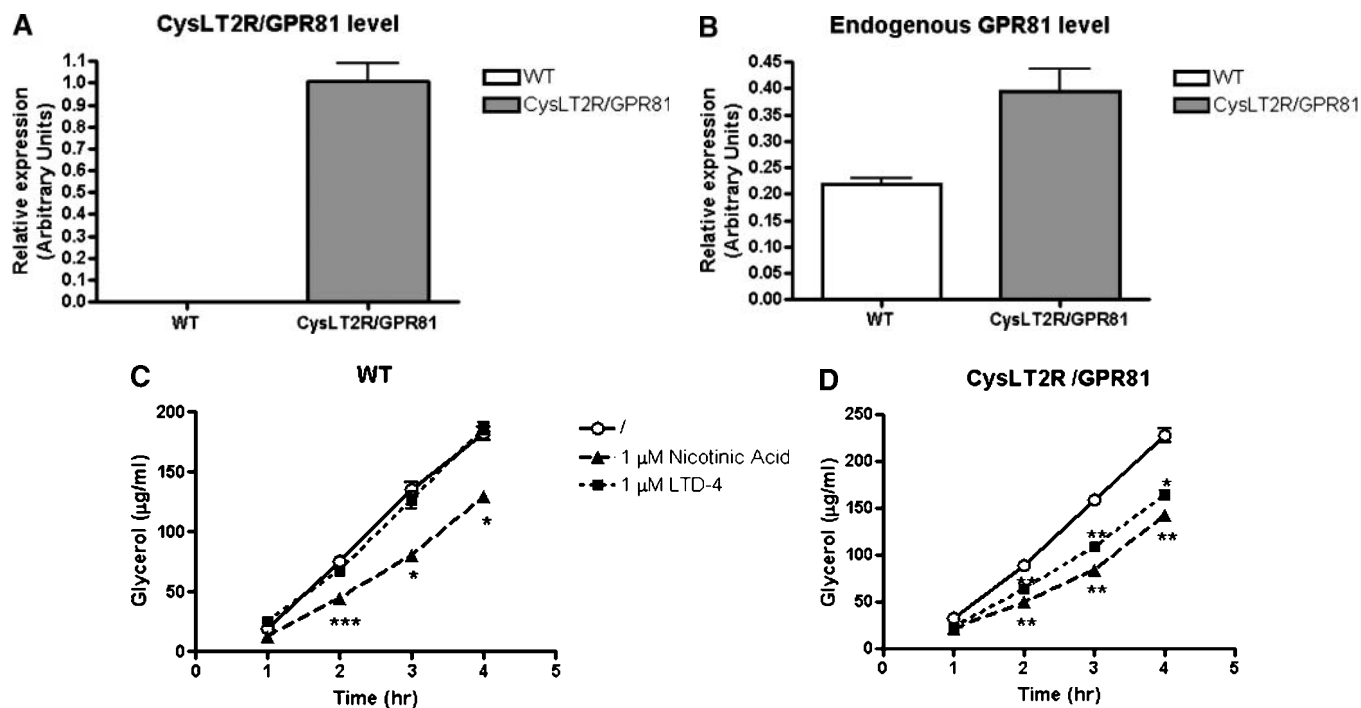 A
CysLT2R/GPR81 level
Relative expression
(Arbitrary Units)
1.1
1.0
0.9
0.8
0.7
0.6
0.5
0.4
0.3
0.2
0.1
0.0
WT
CysLT2R/GPR81
WT
CysLT2R/GPR81
B
Endogenous GPR81 level
Relative expression
(Arbitrary Units)
0.45
0.40
0.35
0.30
0.25
0.20
0.15
0.10
0.05
0.00
WT
CysLT2R/GPR81
WT
CysLT2R/GPR81
C
WT
Glycerol (µg/ml)
200
150
100
50
0
***
*
*
0 1 2 3 4 5
Time (hr)
/
1 µM Nicotinic Acid
1 µM LTD-4
D
CysLT2R /GPR81
Glycerol (µg/ml)
250
200
150
100
50
0
*
**
**
**
**
**
0 1 2 3 4 5
Time (hr)